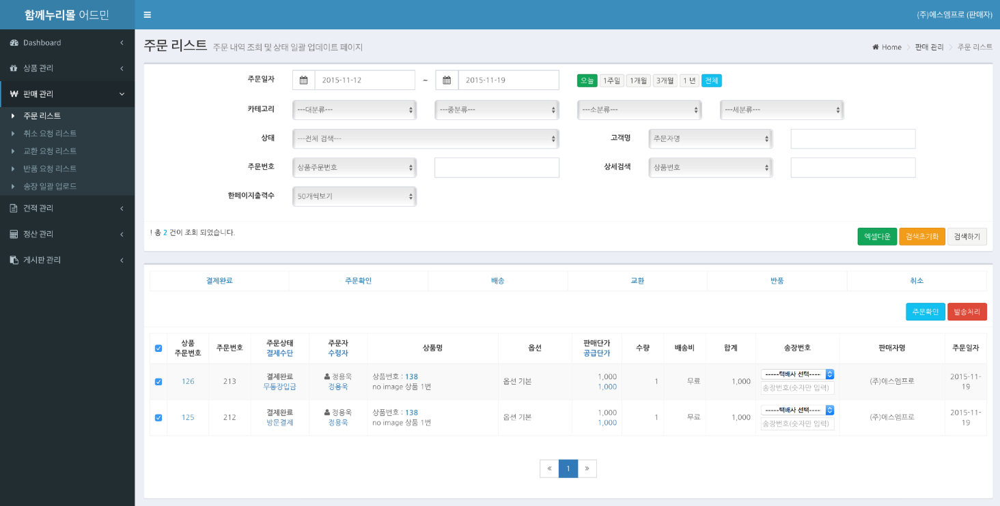 함께누리몰 어드민
(주)에스엠프로 (판매자)
Dashboard
상품 관리
판매 관리
주문 리스트
취소 요청 리스트
교환 요청 리스트
반품 요청 리스트
송장 일괄 업로드
견적 관리
정산 관리
게시판 관리
주문 리스트 주문 내역 조회 및 상태 일괄 업데이트 페이지
Home > 판매 관리 > 주문 리스트
주문일자 2015-11-12 ~ 2015-11-19 오늘 1주일 1개월 3개월 1 년 전체
카테고리 ---대분류--- ---중분류--- ---소분류--- ---세분류---
상태 ---전체 검색--- 고객명 주문자명
주문번호 상품주문번호 상세검색 상품번호
한페이지출력수 50개씩보기
! 총 2 건이 조회 되었습니다.
엑셀다운 검색초기화 검색하기
결제완료 주문확인 배송 교환 반품 취소
주문확인 발송처리
상품 주문상태 주문자 판매단가
주문번호 주문번호 결제수단 수령자 상품명 옵션 공급단가 수량 배송비 합계 송장번호 판매자명 주문일자
126 213 결제완료 정용욱 상품번호 : 138 옵션 기본 1,000 1 무료 1,000 -----택배사 선택----- (주)에스엠프로 2015-11-
무통장입금 정용욱 no image 상품 1번 1,000 송장번호(숫자만 입력) 19
125 212 결제완료 정용욱 상품번호 : 138 옵션 기본 1,000 1 무료 1,000 -----택배사 선택----- (주)에스엠프로 2015-11-
방문결제 정용욱 no image 상품 1번 1,000 송장번호(숫자만 입력) 19
« 1 »